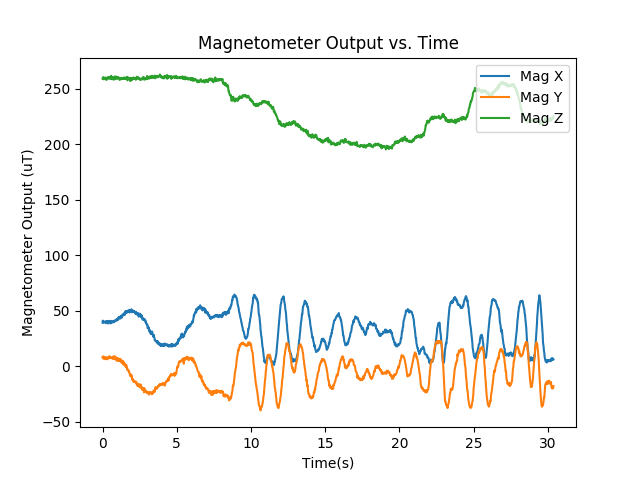 Magnetometer Output vs. Time
Mag X
Mag Y
Mag Z
Magnetometer Output (uT)
250
200
150
100
50
0
−50
0 5 10 15 20 25 30
Time(s)